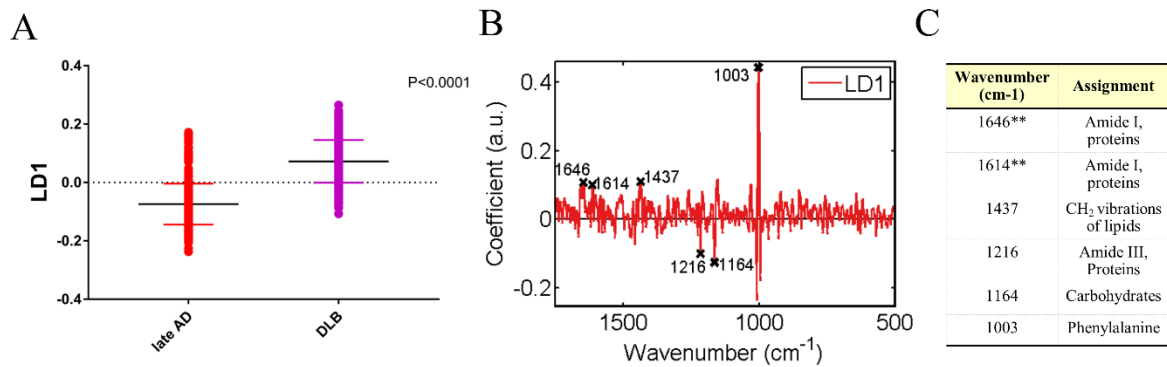 A
LD1
0.4
0.2
0.0
-0.2
-0.4
P<0.0001
late AD
DLB
B
Coefficient (a.u.)
0.4
0.2
0
-0.2
1003
LD1
1646
1614
1437
1216
1164
1500
1000
500
Wavenumber (cm-1)
C
Wavenumber (cm-1) Assignment
1646** Amide I, proteins
1614** Amide I, proteins
1437 CH2 vibrations of lipids
1216 Amide III, Proteins
1164 Carbohydrates
1003 Phenylalanine